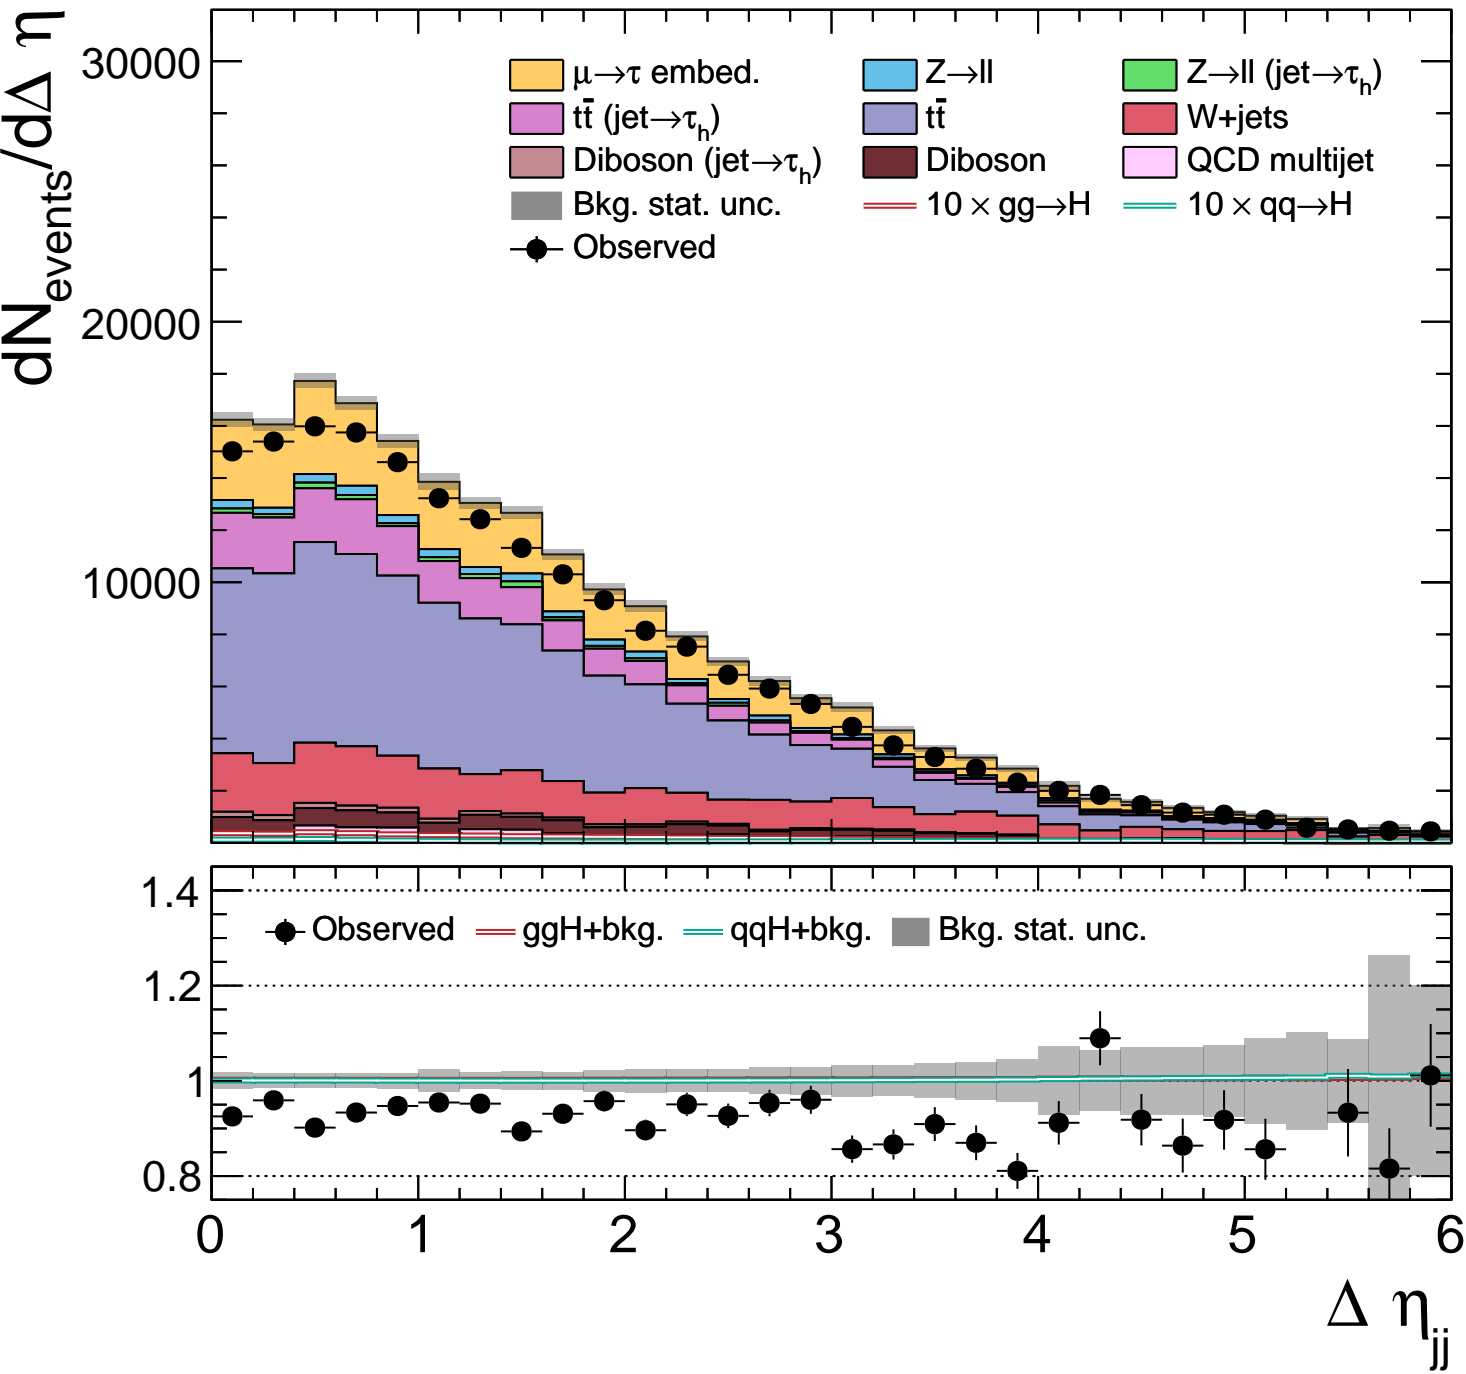 dN_events/dΔ η
30000
20000
10000
μ→τ embed.
Z→ll
Z→ll (jet→τ_h)
tt̄ (jet→τ_h)
tt̄
W+jets
Diboson (jet→τ_h)
Diboson
QCD multijet
Bkg. stat. unc.
10 × gg→H
10 × qq→H
Observed
1.4
1.2
1
0.8
Observed
ggH+bkg.
qqH+bkg.
Bkg. stat. unc.
0 1 2 3 4 5 6
Δ η_jj